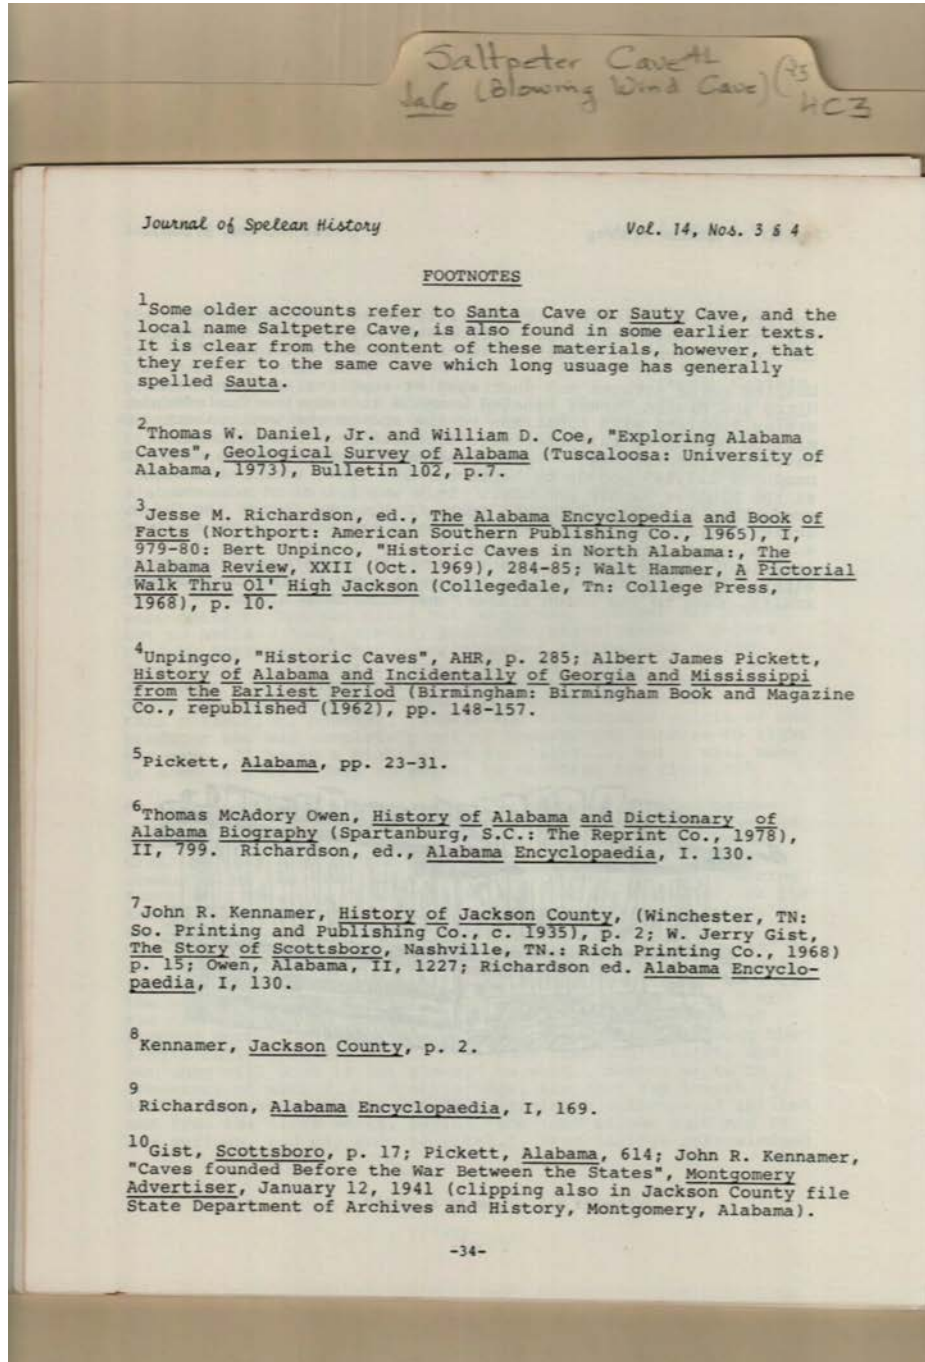 Saltpeter Cave AL
JaCo (Blowing Wind Cave)
4C3
Journal of Spelean History
Vol. 14, Nos. 3 & 4
FOOTNOTES
1Some older accounts refer to Santa Cave or Sauty Cave, and the
local name Saltpetre Cave, is also found in some earlier texts.
It is clear from the content of these materials, however, that
they refer to the same cave which long usuage has generally
spelled Sauta.
2Thomas W. Daniel, Jr. and William D. Coe, "Exploring Alabama
Caves", Geological Survey of Alabama (Tuscaloosa: University of
Alabama, 1973), Bulletin 102, p.7.
3Jesse M. Richardson, ed., The Alabama Encyclopedia and Book of
Facts (Northport: American Southern Publishing Co., 1965), I,
979-80: Bert Unpinco, "Historic Caves in North Alabama:, The
Alabama Review, XXII (Oct. 1969), 284-85; Walt Hammer, A Pictorial
Walk Thru Ol' High Jackson (Collegedale, Tn: College Press,
1968), p. 10.
4Unpingco, "Historic Caves", AHR, p. 285; Albert James Pickett,
History of Alabama and Incidentally of Georgia and Mississippi
from the Earliest Period (Birmingham: Birmingham Book and Magazine
Co., republished (1962), pp. 148-157.
5Pickett, Alabama, pp. 23-31.
6Thomas McAdory Owen, History of Alabama and Dictionary of
Alabama Biography (Spartanburg, S.C.: The Reprint Co., 1978),
II, 799. Richardson, ed., Alabama Encyclopaedia, I. 130.
7John R. Kennamer, History of Jackson County, (Winchester, TN:
So. Printing and Publishing Co., c. 1935), p. 2; W. Jerry Gist,
The Story of Scottsboro, Nashville, TN.: Rich Printing Co., 1968)
p. 15; Owen, Alabama, II, 1227; Richardson ed. Alabama Encyclo-
paedia, I, 130.
8Kennamer, Jackson County, p. 2.
9
Richardson, Alabama Encyclopaedia, I, 169.
10Gist, Scottsboro, p. 17; Pickett, Alabama, 614; John R. Kennamer,
"Caves founded Before the War Between the States", Montgomery
Advertiser, January 12, 1941 (clipping also in Jackson County file
State Department of Archives and History, Montgomery, Alabama).
-34-